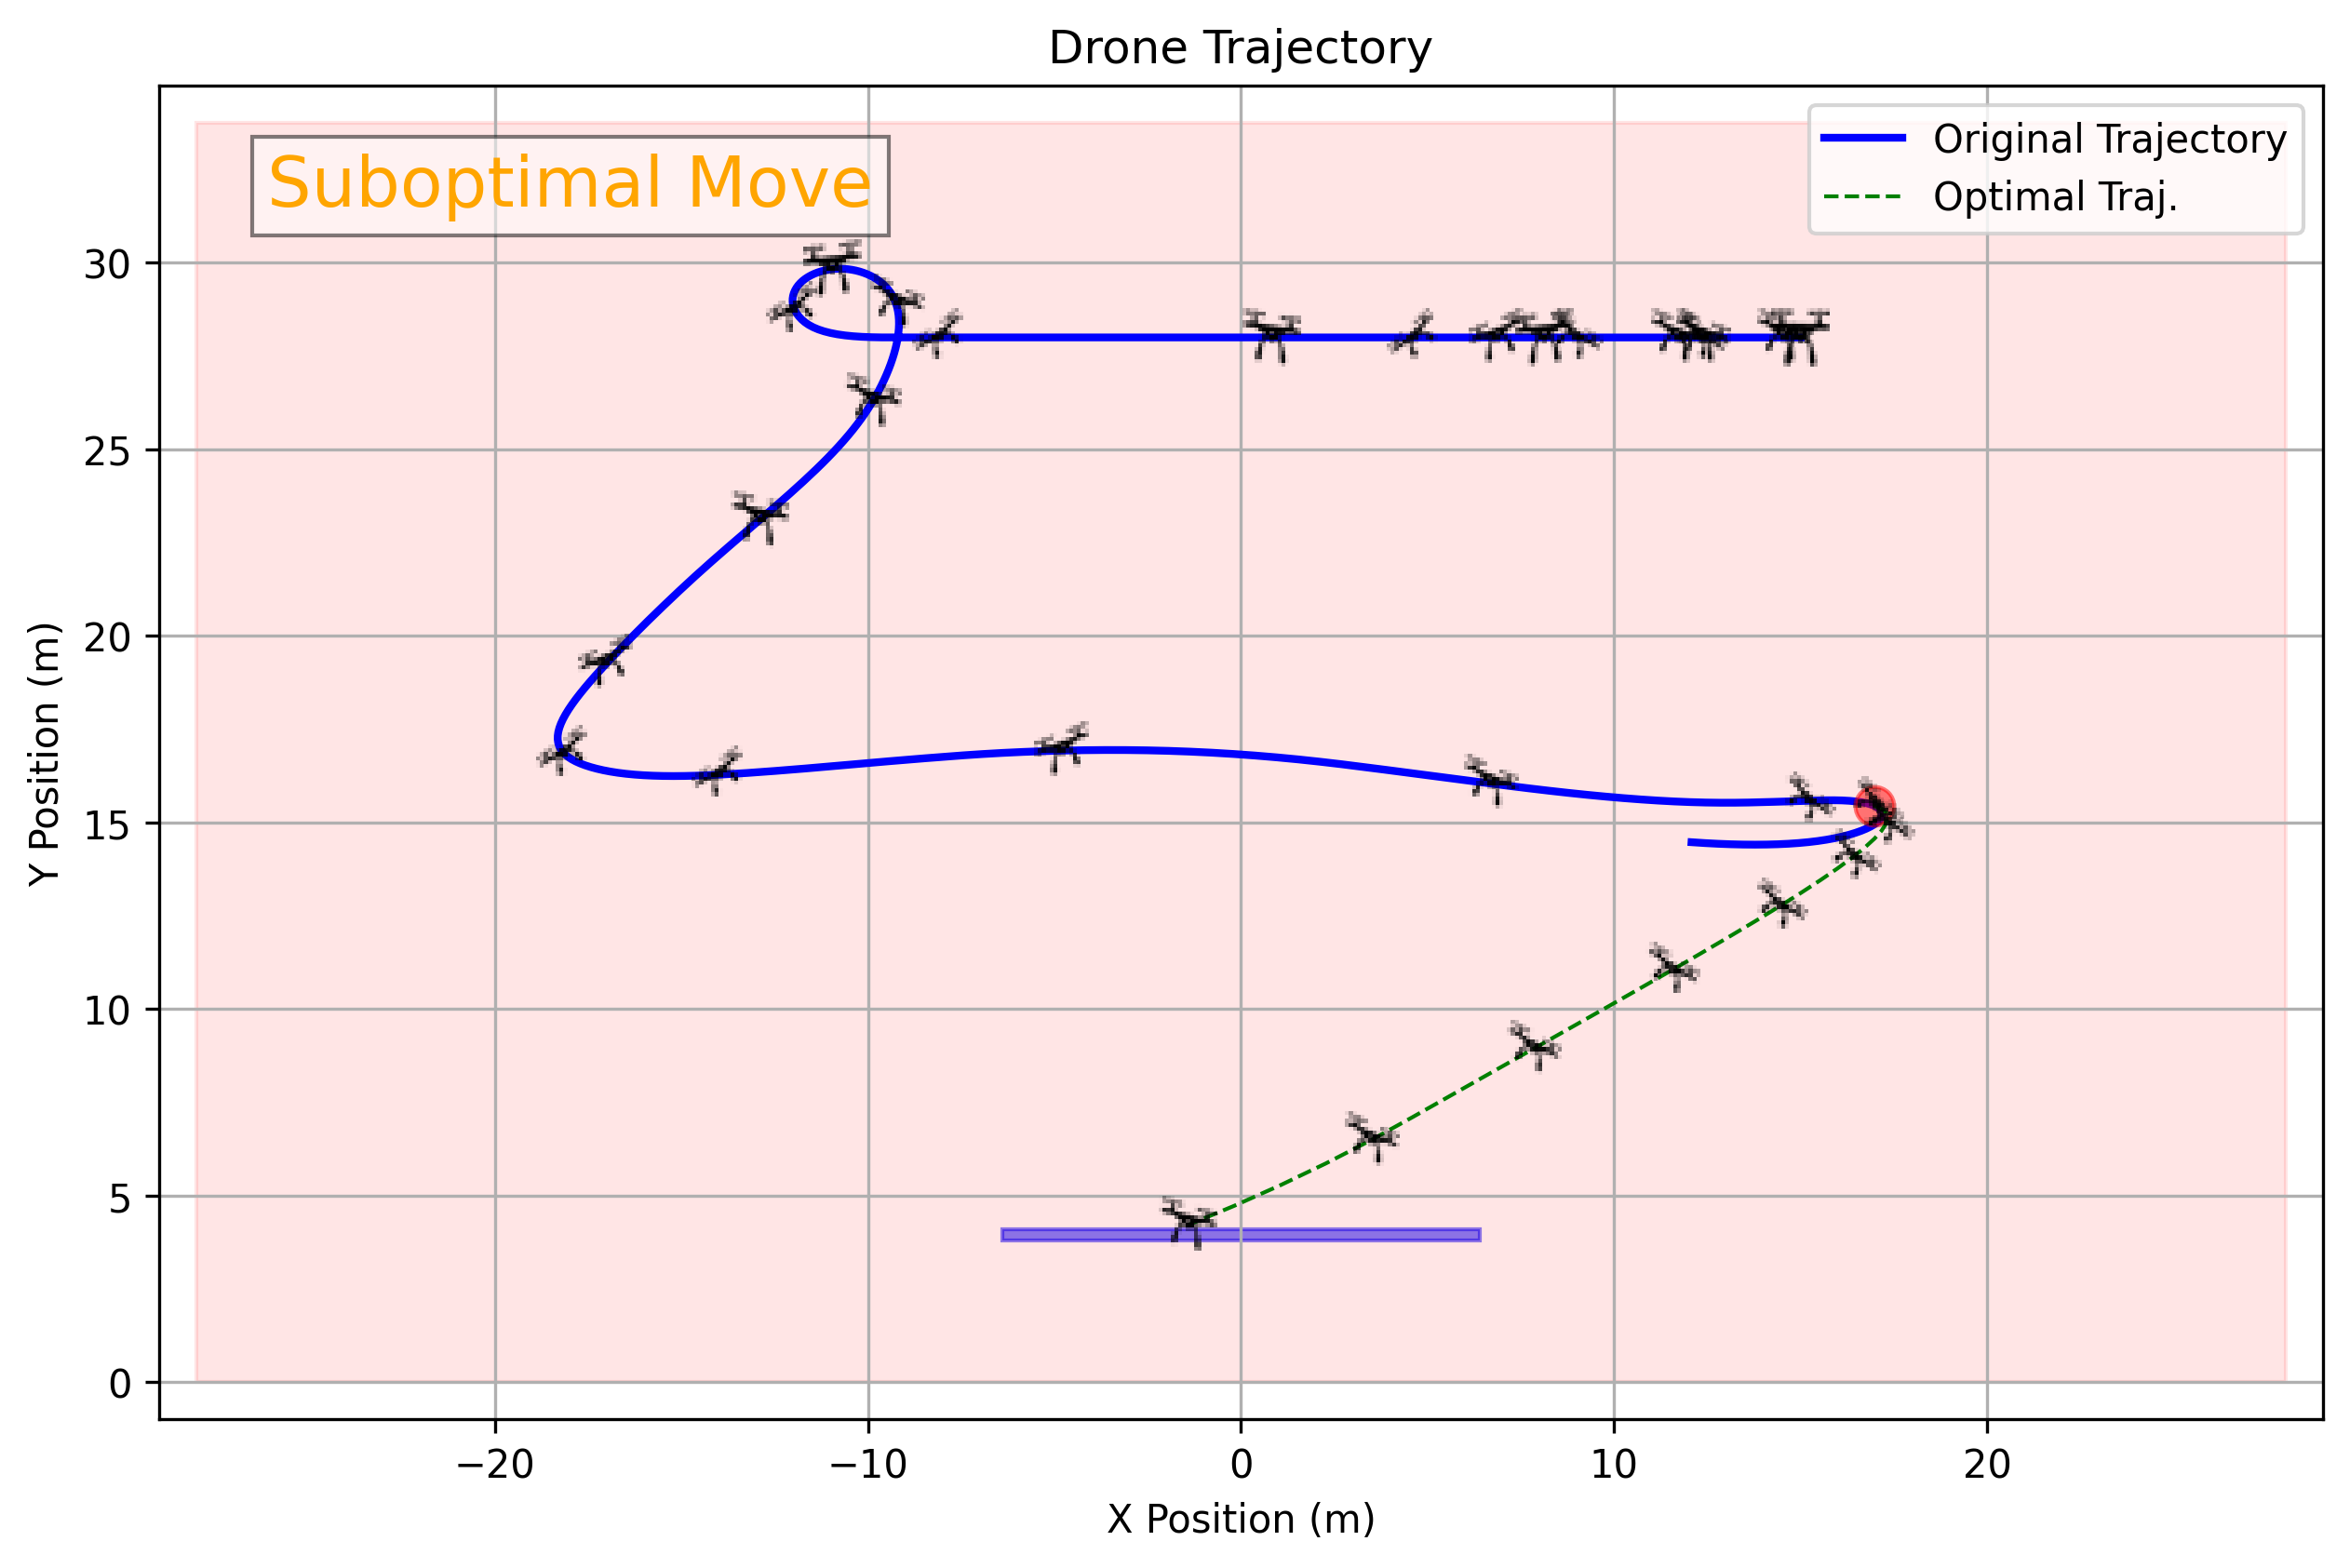 Drone Trajectory
Suboptimal Move
Original Trajectory
Optimal Traj.
Y Position (m)
30
25
20
15
10
5
0
−20
−10
0
10
20
X Position (m)